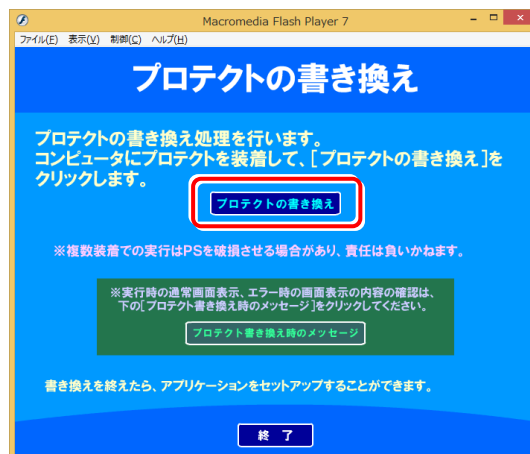 Macromedia Flash Player 7
ファイル(F) 表示(V) 制御(C) ヘルプ(H)
プロテクトの書き換え
プロテクトの書き換え処理を行います。
コンピュータにプロテクトを装着して、[プロテクトの書き換え]を
クリックします。
プロテクトの書き換え
※複数装着での実行はPSを破損させる場合があり、責任は負いかねます。
※実行時の通常画面表示、エラー時の画面表示の内容の確認は、
下の[プロテクト書き換え時のメッセージ]をクリックしてください。
プロテクト書き換え時のメッセージ
書き換えを終えたら、アプリケーションをセットアップすることができます。
終 了